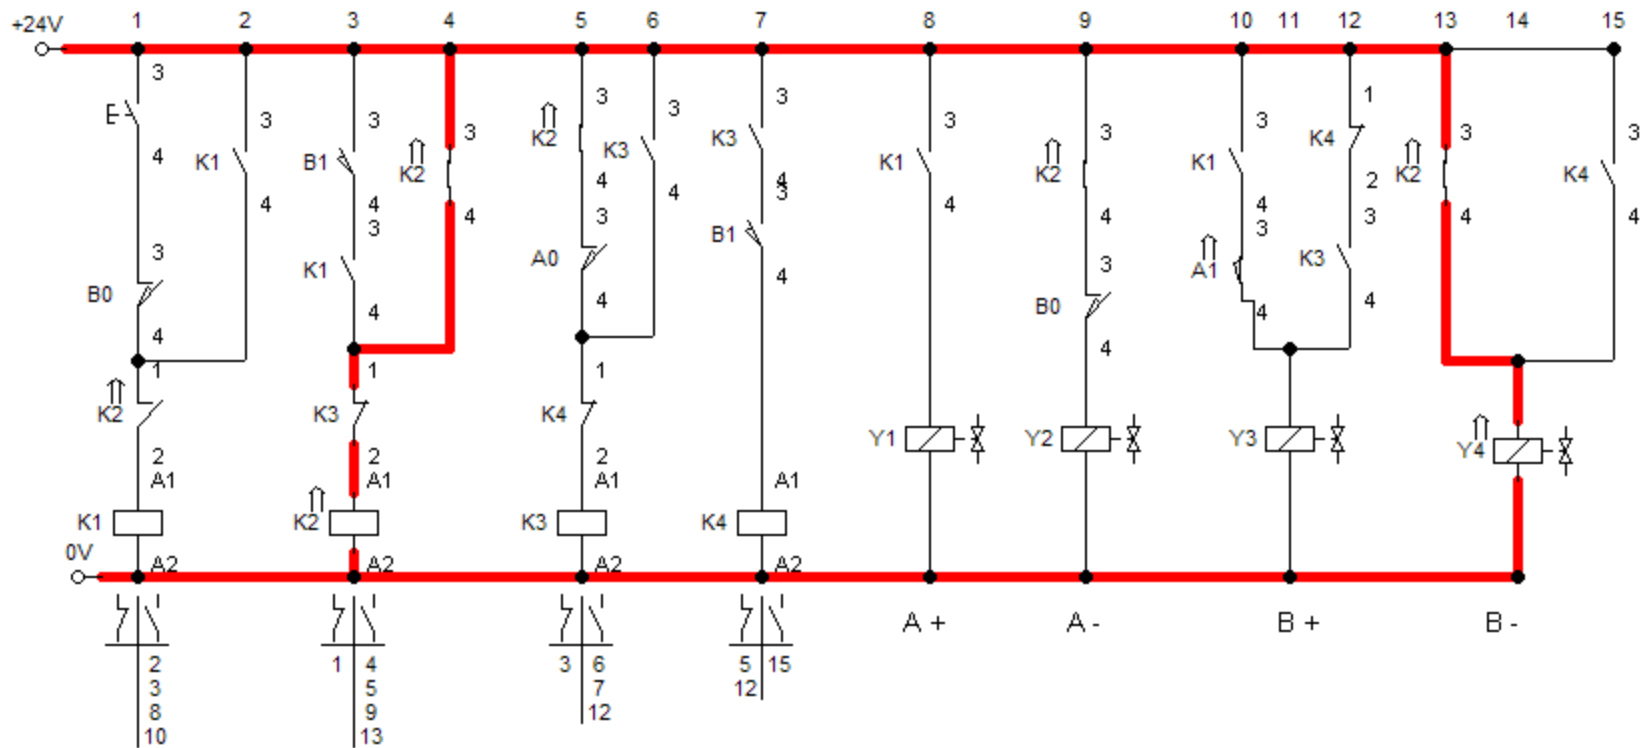 1 2 3 4 5 6 7 8 9 10 11 12 13 14 15
+24V
3 3 3 3 3 3 3 3 3 3 1 3 3
E
K1 B1 K2 K2 K3 K3 K1 K2 K1 K4 K2 K4
4 4 4 4 4 4 4 4 4 4 2 4 4
3 3 3 3 3 3 3
B0 K1 A0 B1 B0 A1 K3
4 4 4 4 4 4 4
1 1 1
K2 K3 K4 Y1 Y2 Y3 Y4
2 2 2
A1 A1 A1 A1
K1 K2 K3 K4
0V
A2 A2 A2 A2
A + A - B + B -
2 1 4 3 6 5 15
3 5 7 12
8 9 12
10 13